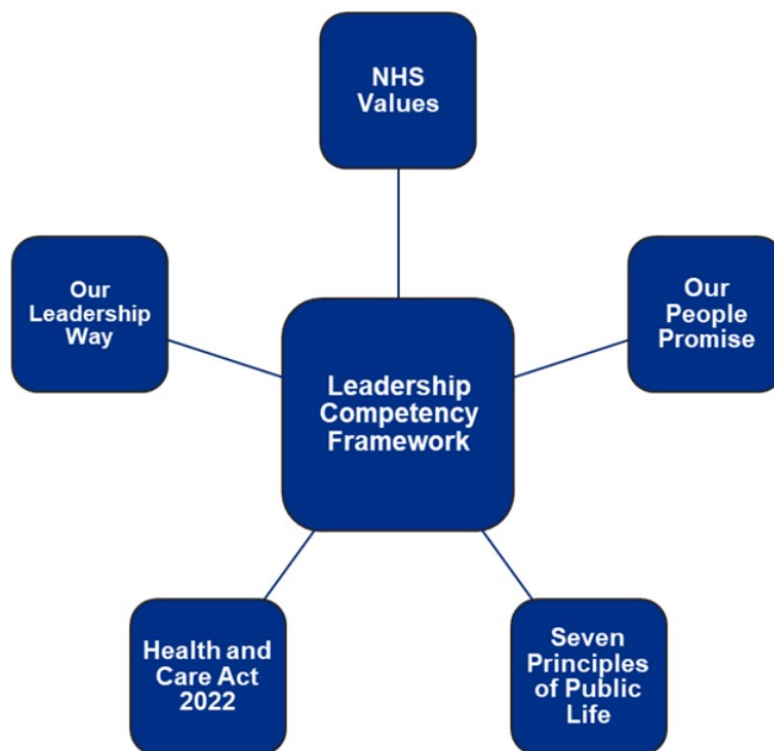 NHS
Values
Our
Leadership
Way
Our
People
Promise
Leadership
Competency
Framework
Health and
Care Act
2022
Seven
Principles
of Public
Life